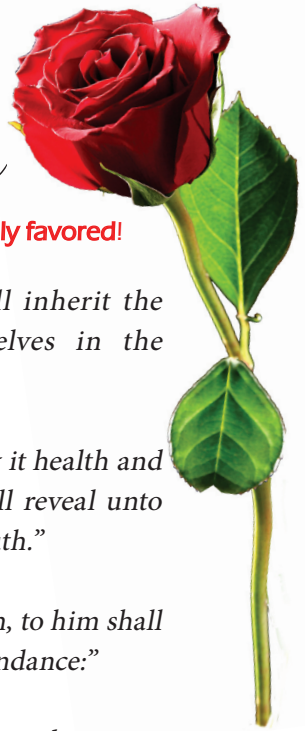 ly favored!
ll inherit the
elves in the
it health and
ll reveal unto
th."
n, to him shall
ndance:"